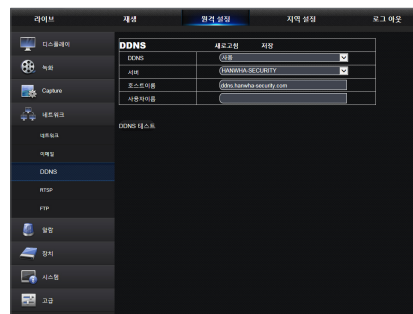 라이브 재생 원격 설정 지역 설정 로그 아웃
디스플레이
녹화
Capture
네트워크
네트워크
이메일
DDNS
RTSP
FTP
알람
장치
시스템
고급
DDNS 새로고침 저장
DDNS 사용
서버 HANWHA-SECURITY
호스트이름 ddns.hanwha-security.com
사용자이름
DDNS 테스트